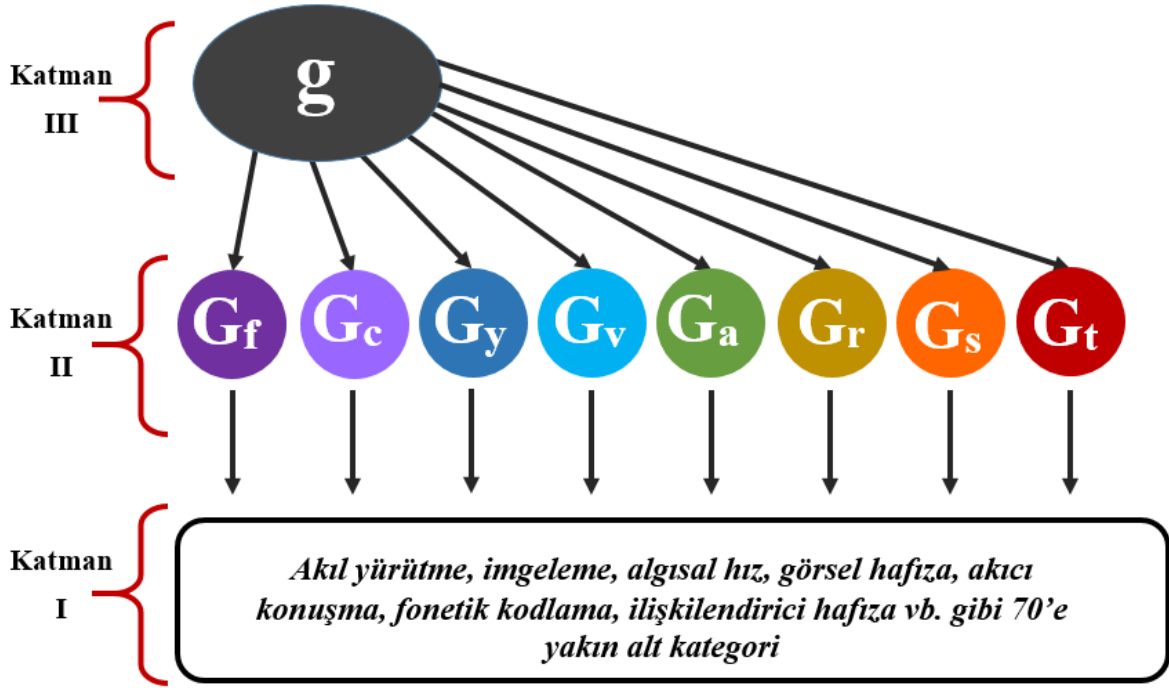 Katman
III
g
Katman
II
Gf Gc Gy Gv Ga Gr Gs Gt
Katman
I
Akıl yürütme, imgeleme, algısal hız, görsel hafıza, akıcı
konuşma, fonetik kodlama, ilişkilendirici hafıza vb. gibi 70’e
yakın alt kategori